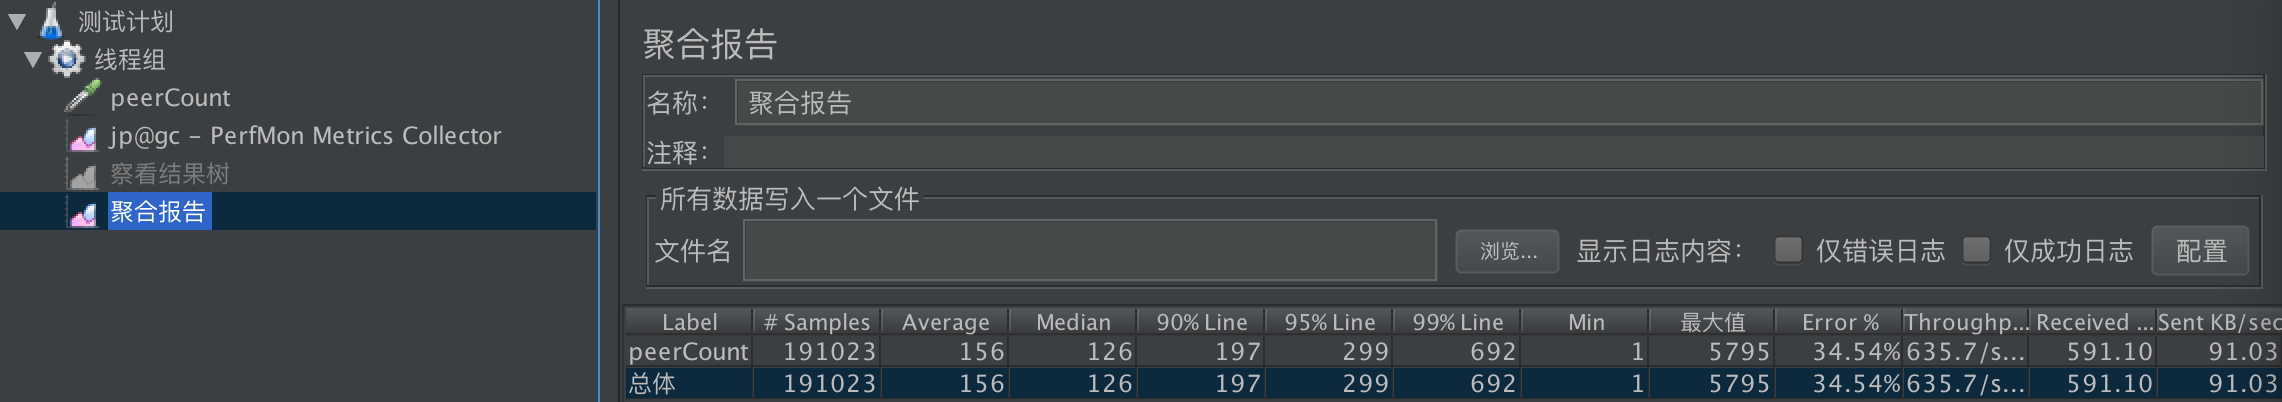 测试计划
线程组
peerCount
jp@gc - PerfMon Metrics Collector
察看结果树
聚合报告
聚合报告
名称： 聚合报告
注释：
所有数据写入一个文件
文件名 浏览... 显示日志内容： 仅错误日志 仅成功日志 配置
Label # Samples Average Median 90% Line 95% Line 99% Line Min 最大值 Error % Throughp... Received ... Sent KB/sec
peerCount 191023 156 126 197 299 692 1 5795 34.54% 635.7/s... 591.10 91.03
总体 191023 156 126 197 299 692 1 5795 34.54% 635.7/s... 591.10 91.03